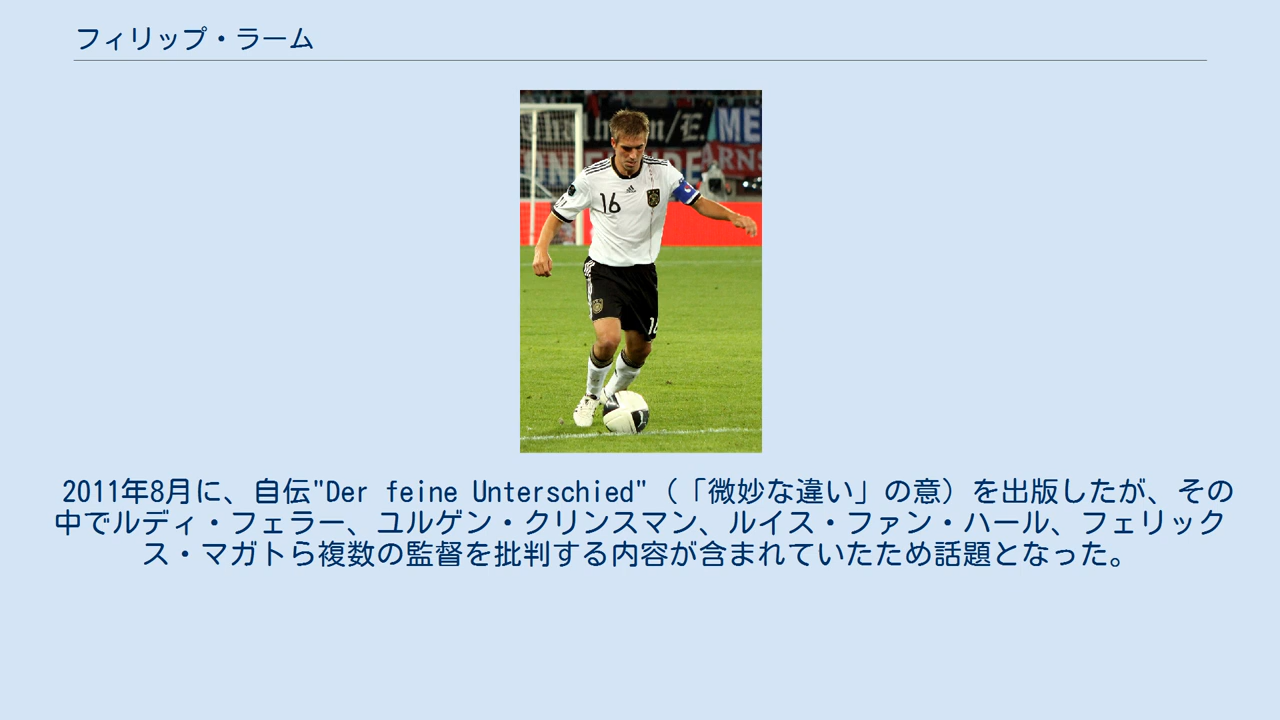 フィリップ・ラーム
chalmon/E.
ME
ARNS
16
16
2011年8月に、自伝"Der feine Unterschied"（「微妙な違い」の意）を出版したが、その
中でルディ・フェラー、ユルゲン・クリンスマン、ルイス・ファン・ハール、フェリック
ス・マガトら複数の監督を批判する内容が含まれていたため話題となった。